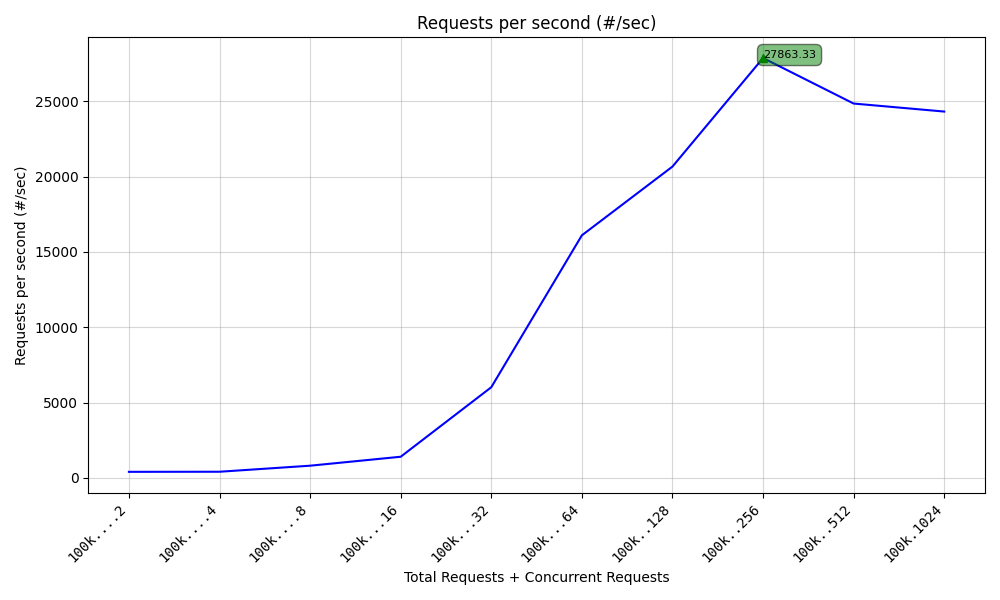 Requests per second (#/sec)
27863.33
Requests per second (#/sec)
25000
20000
15000
10000
5000
0
100k....2
100k....4
100k....8
100k...16
100k...32
100k...64
100k..128
100k..256
100k..512
100k.1024
Total Requests + Concurrent Requests